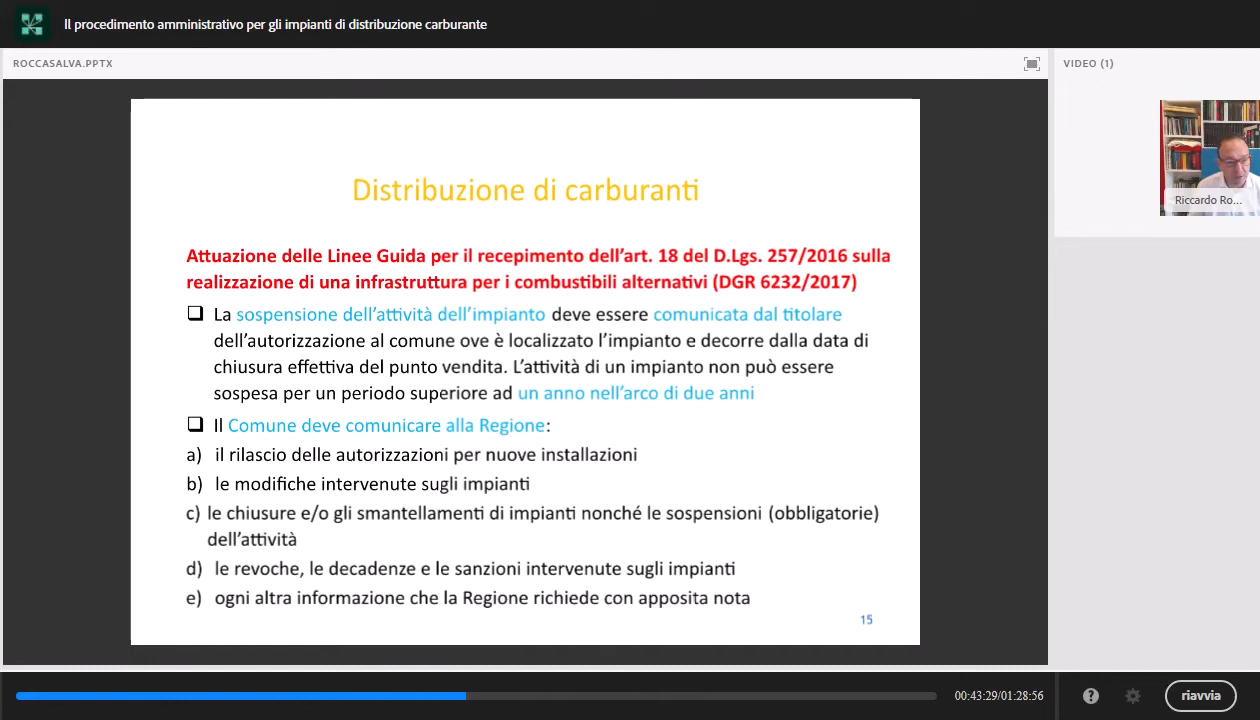 Il procedimento amministrativo per gli impianti di distribuzione carburante
ROCCASALVA.PPTX
VIDEO (1)
Riccardo Ro...
Distribuzione di carburanti
Attuazione delle Linee Guida per il recepimento dell'art. 18 del D.Lgs. 257/2016 sulla
realizzazione di una infrastruttura per i combustibili alternativi (DGR 6232/2017)
La sospensione dell'attività dell'impianto deve essere comunicata dal titolare
dell'autorizzazione al comune ove è localizzato l'impianto e decorre dalla data di
chiusura effettiva del punto vendita. L'attività di un impianto non può essere
sospesa per un periodo superiore ad un anno nell'arco di due anni
Il Comune deve comunicare alla Regione:
a) il rilascio delle autorizzazioni per nuove installazioni
b) le modifiche intervenute sugli impianti
c) le chiusure e/o gli smantellamenti di impianti nonché le sospensioni (obbligatorie)
dell'attività
d) le revoche, le decadenze e le sanzioni intervenute sugli impianti
e) ogni altra informazione che la Regione richiede con apposita nota
15
00:43:29/01:28:56
?
riavvia